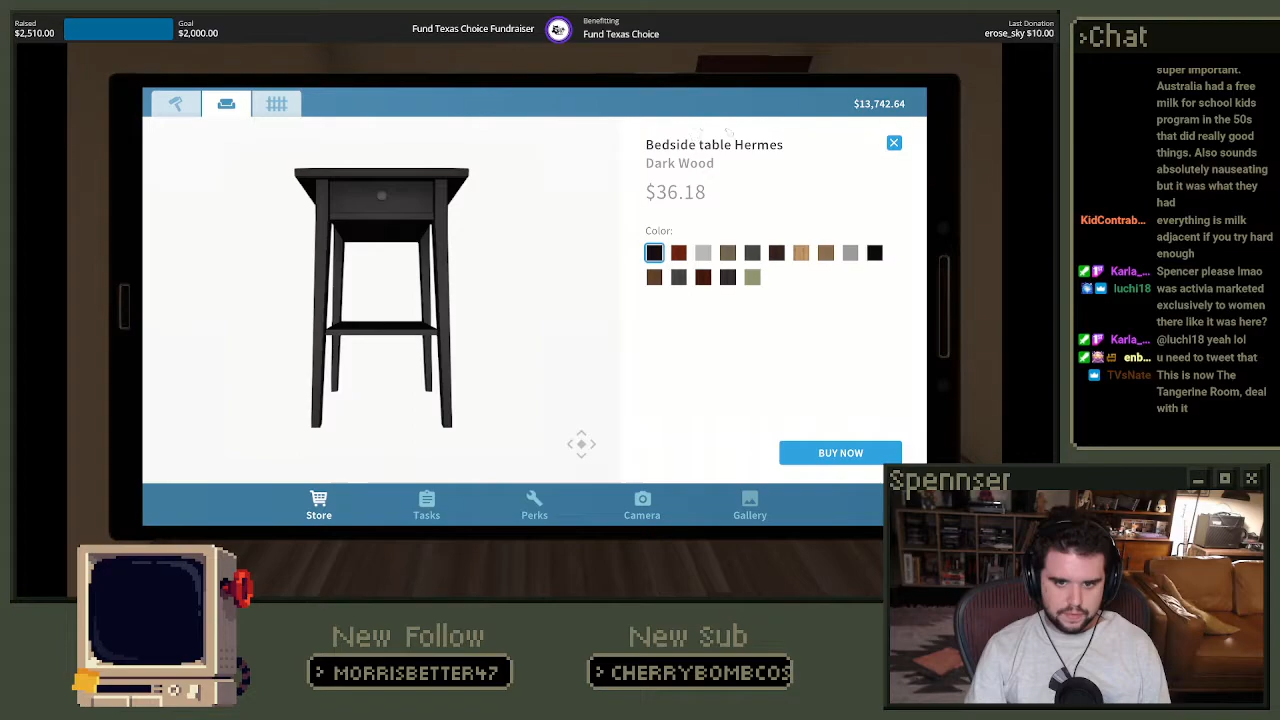 Raised
$2,510.00
Goal
$2,000.00
Fund Texas Choice Fundraiser
Benefitting
Fund Texas Choice
Last Donation
erose_sky $10.00
$13,742.64
Bedside table Hermes
Dark Wood
$36.18
Color:
BUY NOW
Store
Tasks
Perks
Camera
Gallery
>Chat
super important.
Australia had a free
milk for school kids
program in the 50s
that did really good
things. Also sounds
absolutely nauseating
but it was what they
had
KidContrab... everything is milk
adjacent if you try hard
enough
Karla_... Spencer please lmao
luchi18 was activia marketed
exclusively to women
there like it was here?
Karla_... @luchi18 yeah lol
enb... u need to tweet that
TVsNate This is now The
Tangerine Room, deal
with it
Spennser
New Follow
> MORRISBETTER47
New Sub
> CHERRYBOMBCOS